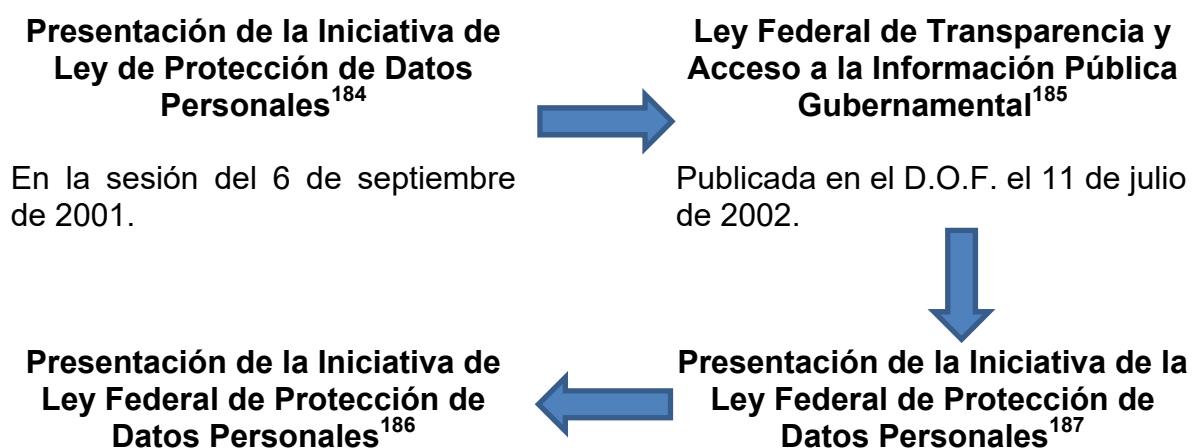 Presentación de la Iniciativa de
Ley de Protección de Datos
Personales184
En la sesión del 6 de septiembre
de 2001.
Ley Federal de Transparencia y
Acceso a la Información Pública
Gubernamental185
Publicada en el D.O.F. el 11 de julio
de 2002.
Presentación de la Iniciativa de la
Ley Federal de Protección de
Datos Personales187
Presentación de la Iniciativa de
Ley Federal de Protección de
Datos Personales186